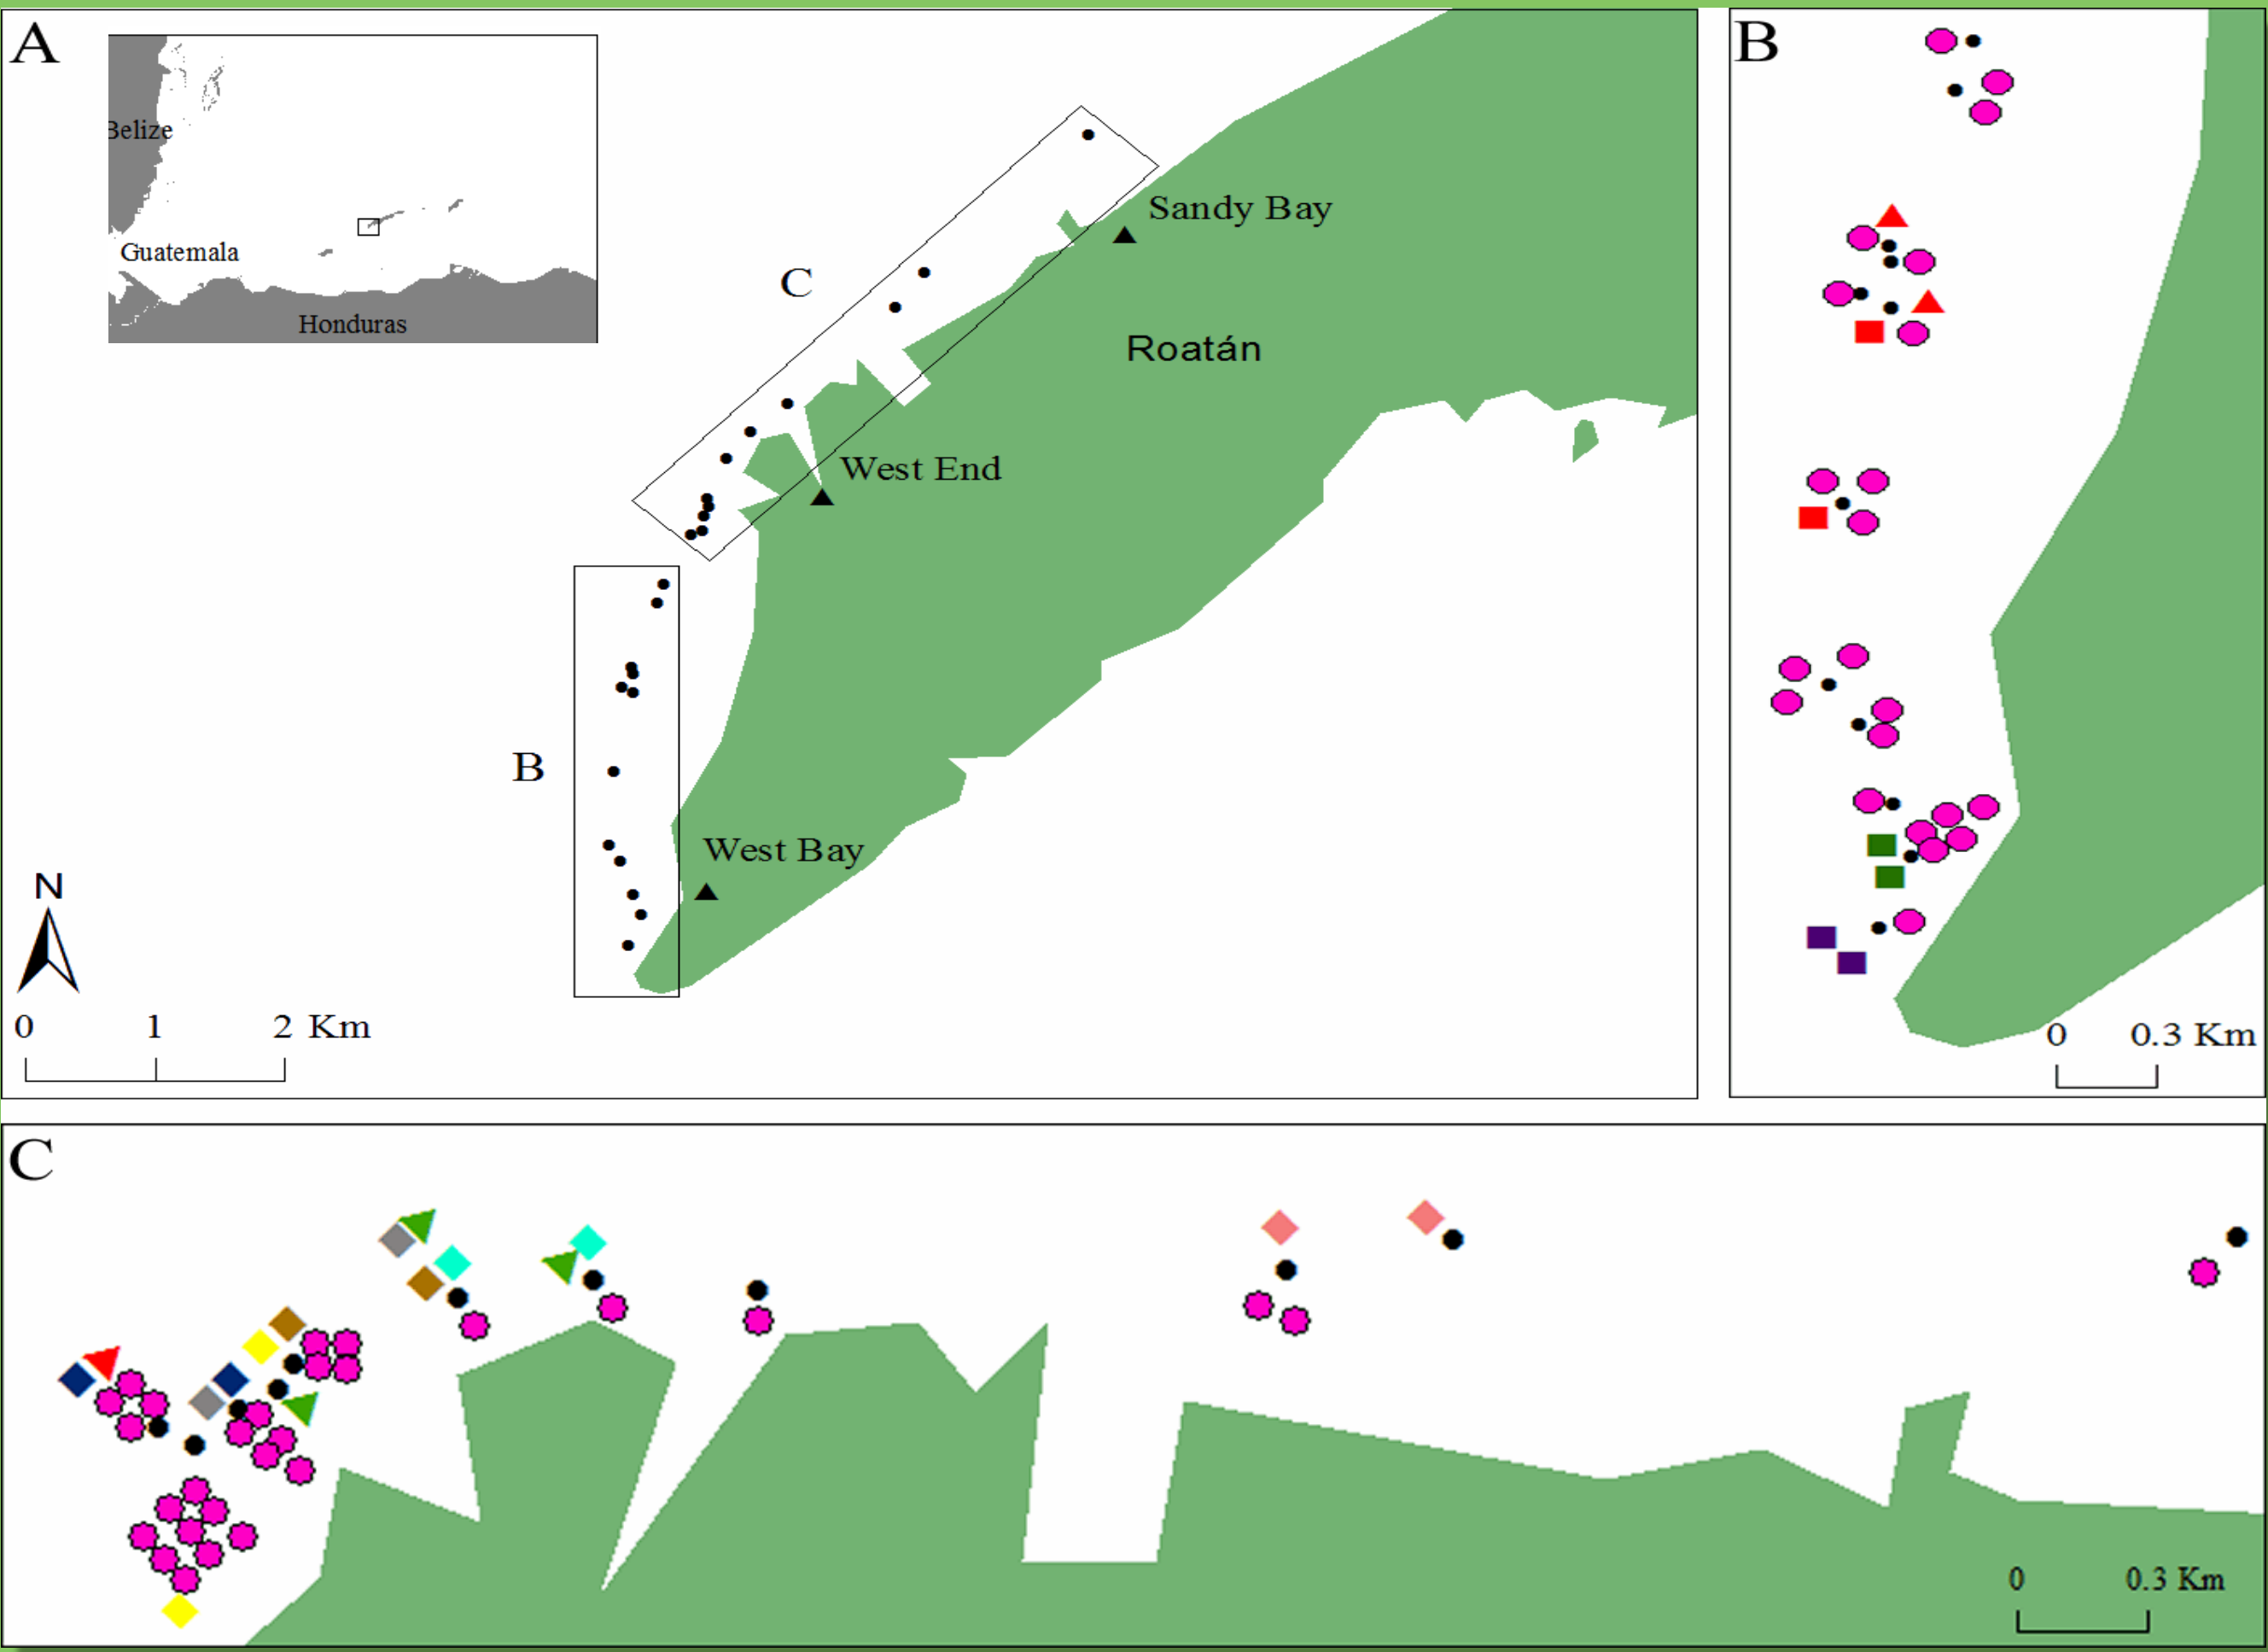 A
Belize
Guatemala
Honduras
Sandy Bay
C
Roatán
West End
B
West Bay
N
0 1 2 Km
B
0 0.3 Km
C
0 0.3 Km